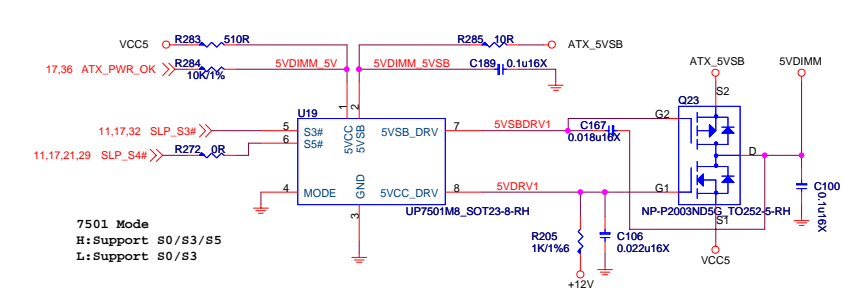 VCC5 R283 510R R285 10R ATX_5VSB
17,36 ATX_PWR_OK R284 10K/1% 5VDIMM_5V 5VDIMM_5VSB C189 0.1u16X ATX_5VSB 5VDIMM
U19 1 2 Q23 S2
11,17,32 SLP_S3# 5 S3# 5VCC 5VSB 5VSB_DRV 7 5VSBDRV1 C167 0.018u16X G2
11,17,21,29 SLP_S4# R272 0R 6 S5# D
4 MODE GND 5VCC_DRV 8 5VDRV1 G1 C100 0.1u16X
3 UP7501M8_SOT23-8-RH NP-P2003ND5G_TO252-5-RH
S1
7501 Mode
H:Support S0/S3/S5
L:Support S0/S3
R205 1K/1%6 C106 0.022u16X VCC5
+12V